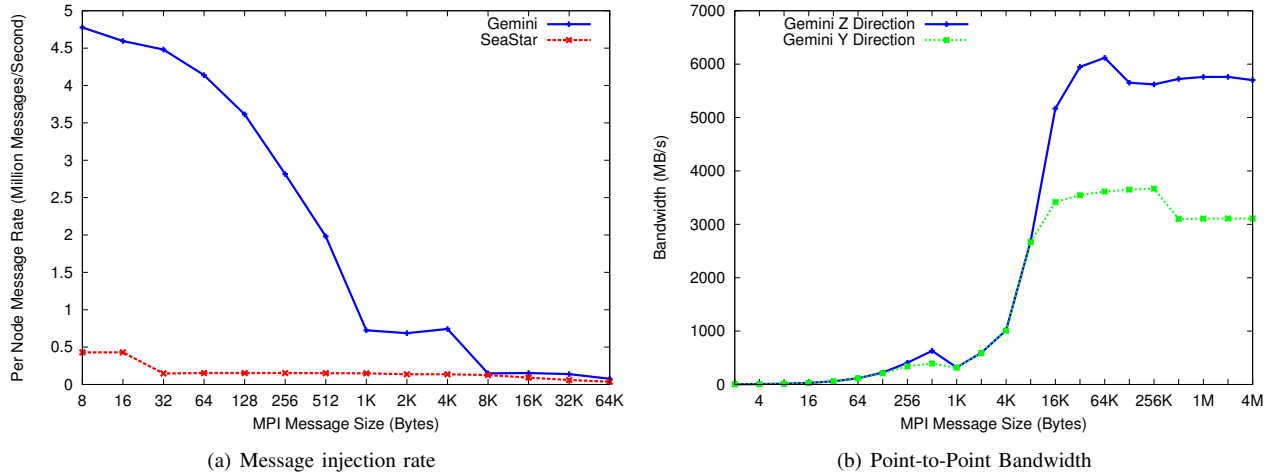 Per Node Message Rate (Million Messages/Second)
5
4.5
4
3.5
3
2.5
2
1.5
1
0.5
0
Gemini
SeaStar
8 16 32 64 128 256 512 1K 2K 4K 8K 16K 32K 64K
MPI Message Size (Bytes)
(a) Message injection rate
Bandwidth (MB/s)
7000
6000
5000
4000
3000
2000
1000
0
Gemini Z Direction
Gemini Y Direction
4 16 64 256 1K 4K 16K 64K 256K 1M 4M
MPI Message Size (Bytes)
(b) Point-to-Point Bandwidth